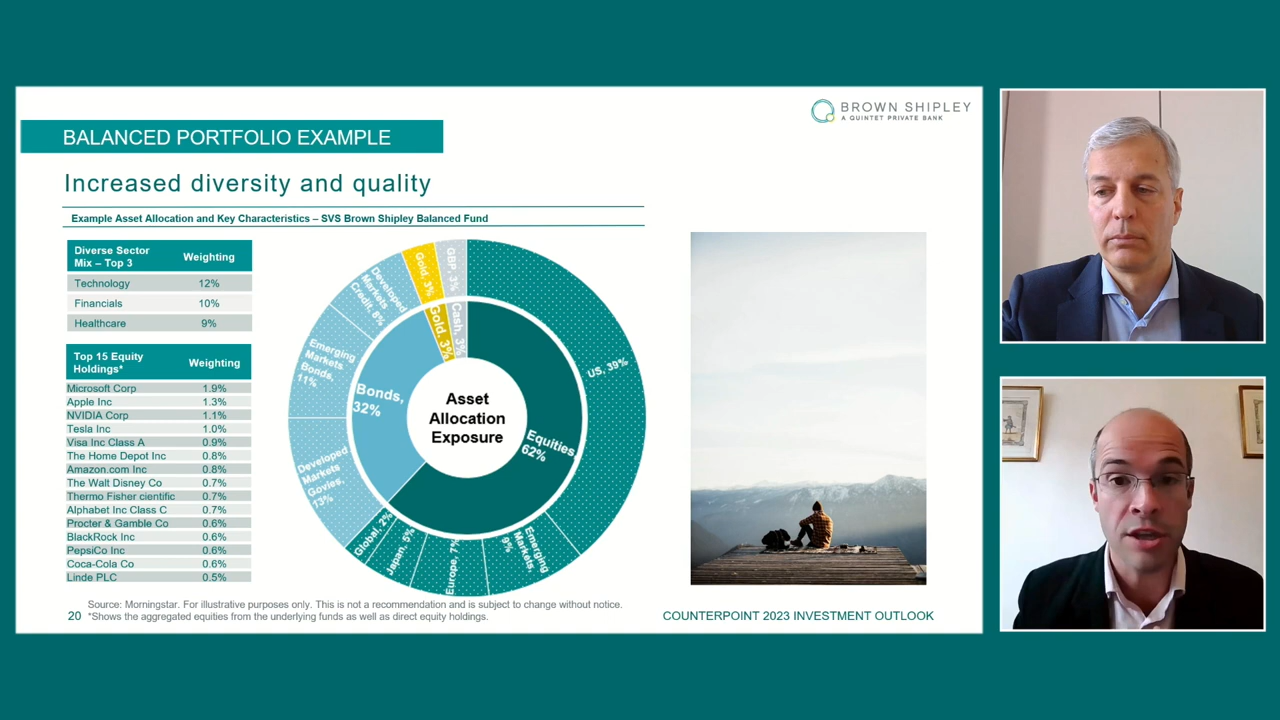 BROWN SHIPLEY
A QUINTET PRIVATE BANK
BALANCED PORTFOLIO EXAMPLE
Increased diversity and quality
Example Asset Allocation and Key Characteristics – SVS Brown Shipley Balanced Fund
Diverse Sector
Mix – Top 3
Weighting
Technology 12%
Financials 10%
Healthcare 9%
Top 15 Equity
Holdings*
Weighting
Microsoft Corp 1.9%
Apple Inc 1.3%
NVIDIA Corp 1.1%
Tesla Inc 1.0%
Visa Inc Class A 0.9%
The Home Depot Inc 0.8%
Amazon.com Inc 0.8%
The Walt Disney Co 0.7%
Thermo Fisher cientific 0.7%
Alphabet Inc Class C 0.7%
Procter & Gamble Co 0.6%
BlackRock Inc 0.6%
PepsiCo Inc 0.6%
Coca-Cola Co 0.6%
Linde PLC 0.5%
Asset
Allocation
Exposure
Equities,
62%
Bonds,
32%
Gold, 3%
Cash, 3%
US, 39%
Emerging
Markets,
9%
Europe, 7%
Japan, 5%
Global, 2%
Developed
Markets
Govies,
13%
Emerging
Markets
Bonds,
11%
Developed
Markets
Credit, 8%
Gold, 3%
GBP, 3%
Source: Morningstar. For illustrative purposes only. This is not a recommendation and is subject to change without notice.
*Shows the aggregated equities from the underlying funds as well as direct equity holdings.
20
COUNTERPOINT 2023 INVESTMENT OUTLOOK